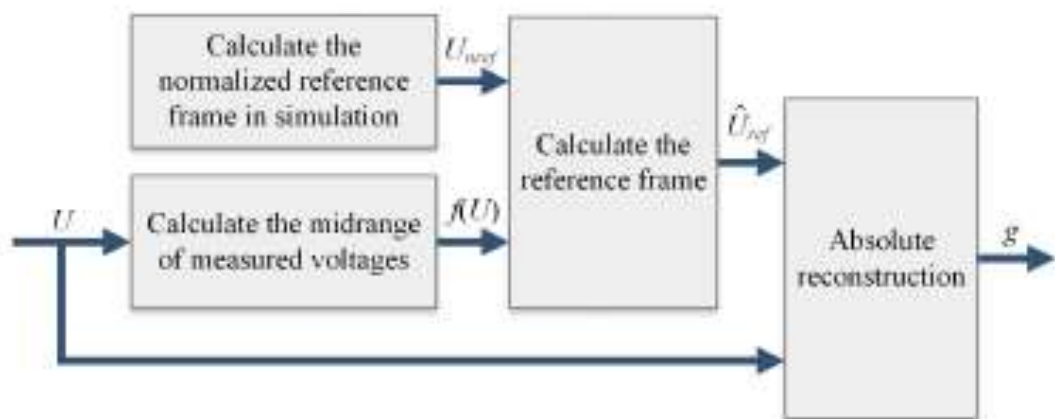 Calculate the
normalized reference
frame in simulation
U_nref
Calculate the
reference frame
Û_ref
U
Calculate the midrange
of measured voltages
f(U)
Absolute
reconstruction
g